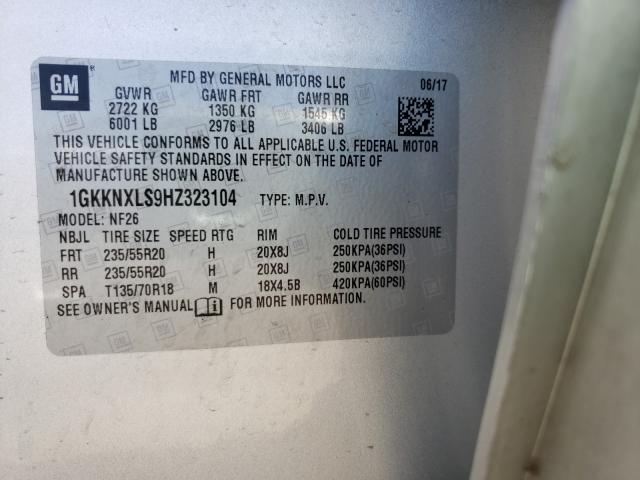 GM
MFD BY GENERAL MOTORS LLC
06/17
GVWR GAWR FRT GAWR RR
2722 KG 1350 KG 1545 KG
6001 LB 2976 LB 3406 LB
THIS VEHICLE CONFORMS TO ALL APPLICABLE U.S. FEDERAL MOTOR
VEHICLE SAFETY STANDARDS IN EFFECT ON THE DATE OF
MANUFACTURE SHOWN ABOVE.
1GKKNXLS9HZ323104 TYPE: M.P.V.
MODEL: NF26
NBJL TIRE SIZE SPEED RTG RIM COLD TIRE PRESSURE
FRT 235/55R20 H 20X8J 250KPA(36PSI)
RR 235/55R20 H 20X8J 250KPA(36PSI)
SPA T135/70R18 M 18X4.5B 420KPA(60PSI)
SEE OWNER'S MANUAL FOR MORE INFORMATION.